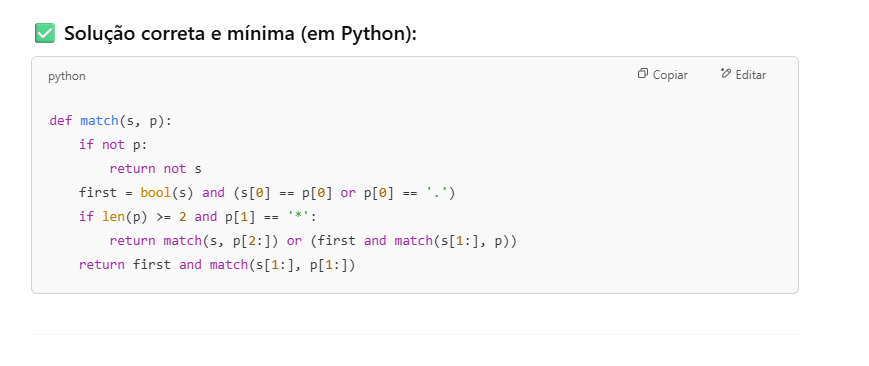 ✅ Solução correta e mínima (em Python):
python
Copiar
Editar
def match(s, p):
    if not p:
        return not s
    first = bool(s) and (s[0] == p[0] or p[0] == '.')
    if len(p) >= 2 and p[1] == '*':
        return match(s, p[2:]) or (first and match(s[1:], p))
    return first and match(s[1:], p[1:])